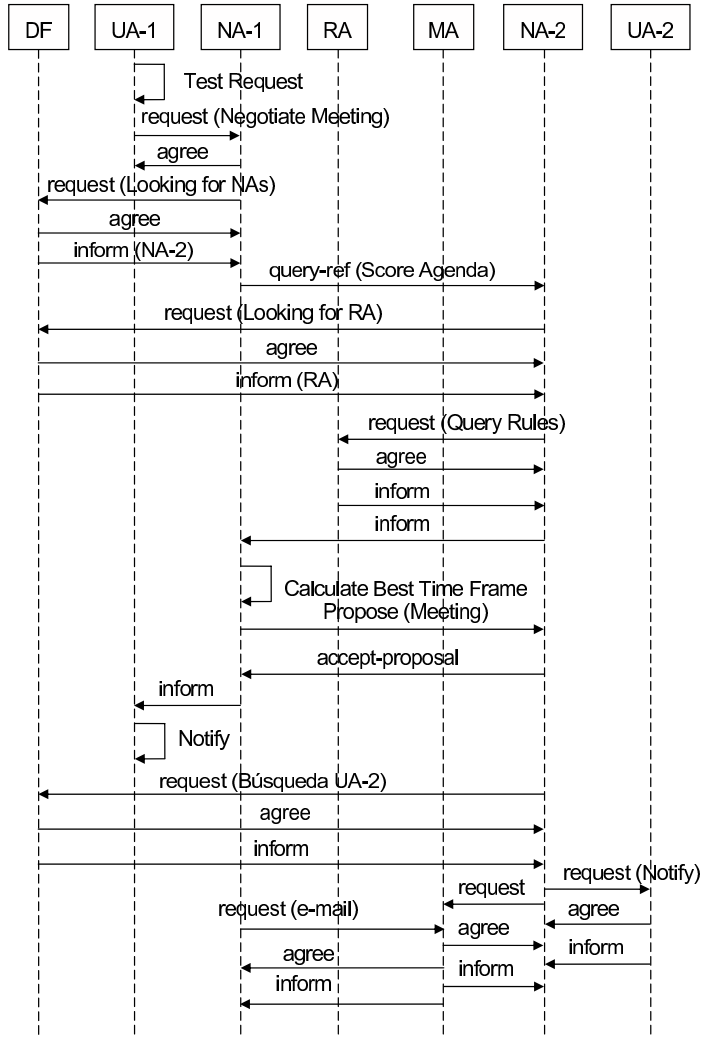 DF UA-1 NA-1 RA MA NA-2 UA-2
Test Request
request (Negotiate Meeting)
agree
request (Looking for NAs)
agree
inform (NA-2)
query-ref (Score Agenda)
request (Looking for RA)
agree
inform (RA)
request (Query Rules)
agree
inform
inform
Calculate Best Time Frame
Propose (Meeting)
accept-proposal
inform
Notify
request (Búsqueda UA-2)
agree
inform
request (Notify)
request
request (e-mail)
agree
agree
agree
inform
inform
inform